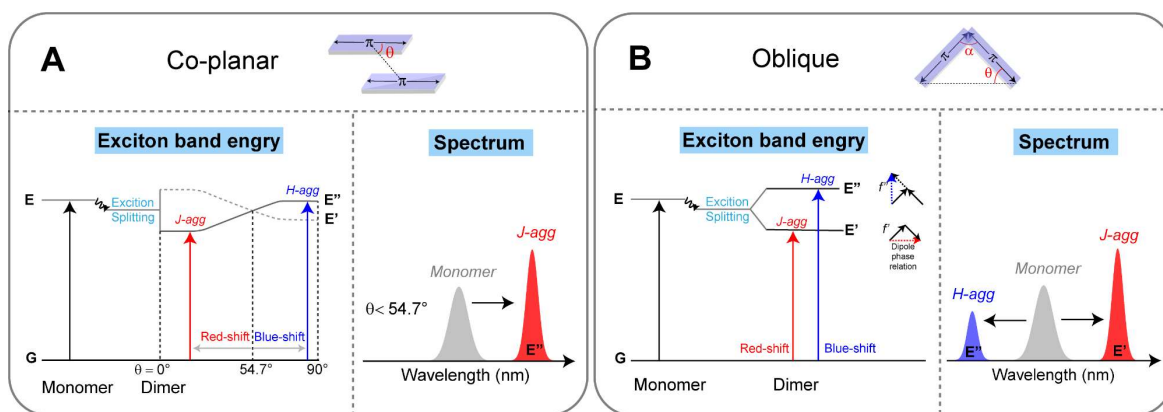 A
Co-planar
π
θ
π
Exciton band engry
Spectrum
E
Excition
Splitting
J-agg
H-agg
E"
E'
Red-shift
Blue-shift
G
θ = 0°
54.7°
90°
Monomer
Dimer
θ< 54.7°
Monomer
J-agg
E"
Wavelength (nm)
B
Oblique
π
α
π
θ
Exciton band engry
Spectrum
E
Excition
Splitting
H-agg
E"
J-agg
E'
f"
f'
Dipole
phase
relation
Red-shift
Blue-shift
G
Monomer
Dimer
H-agg
Monomer
J-agg
E"
E'
Wavelength (nm)